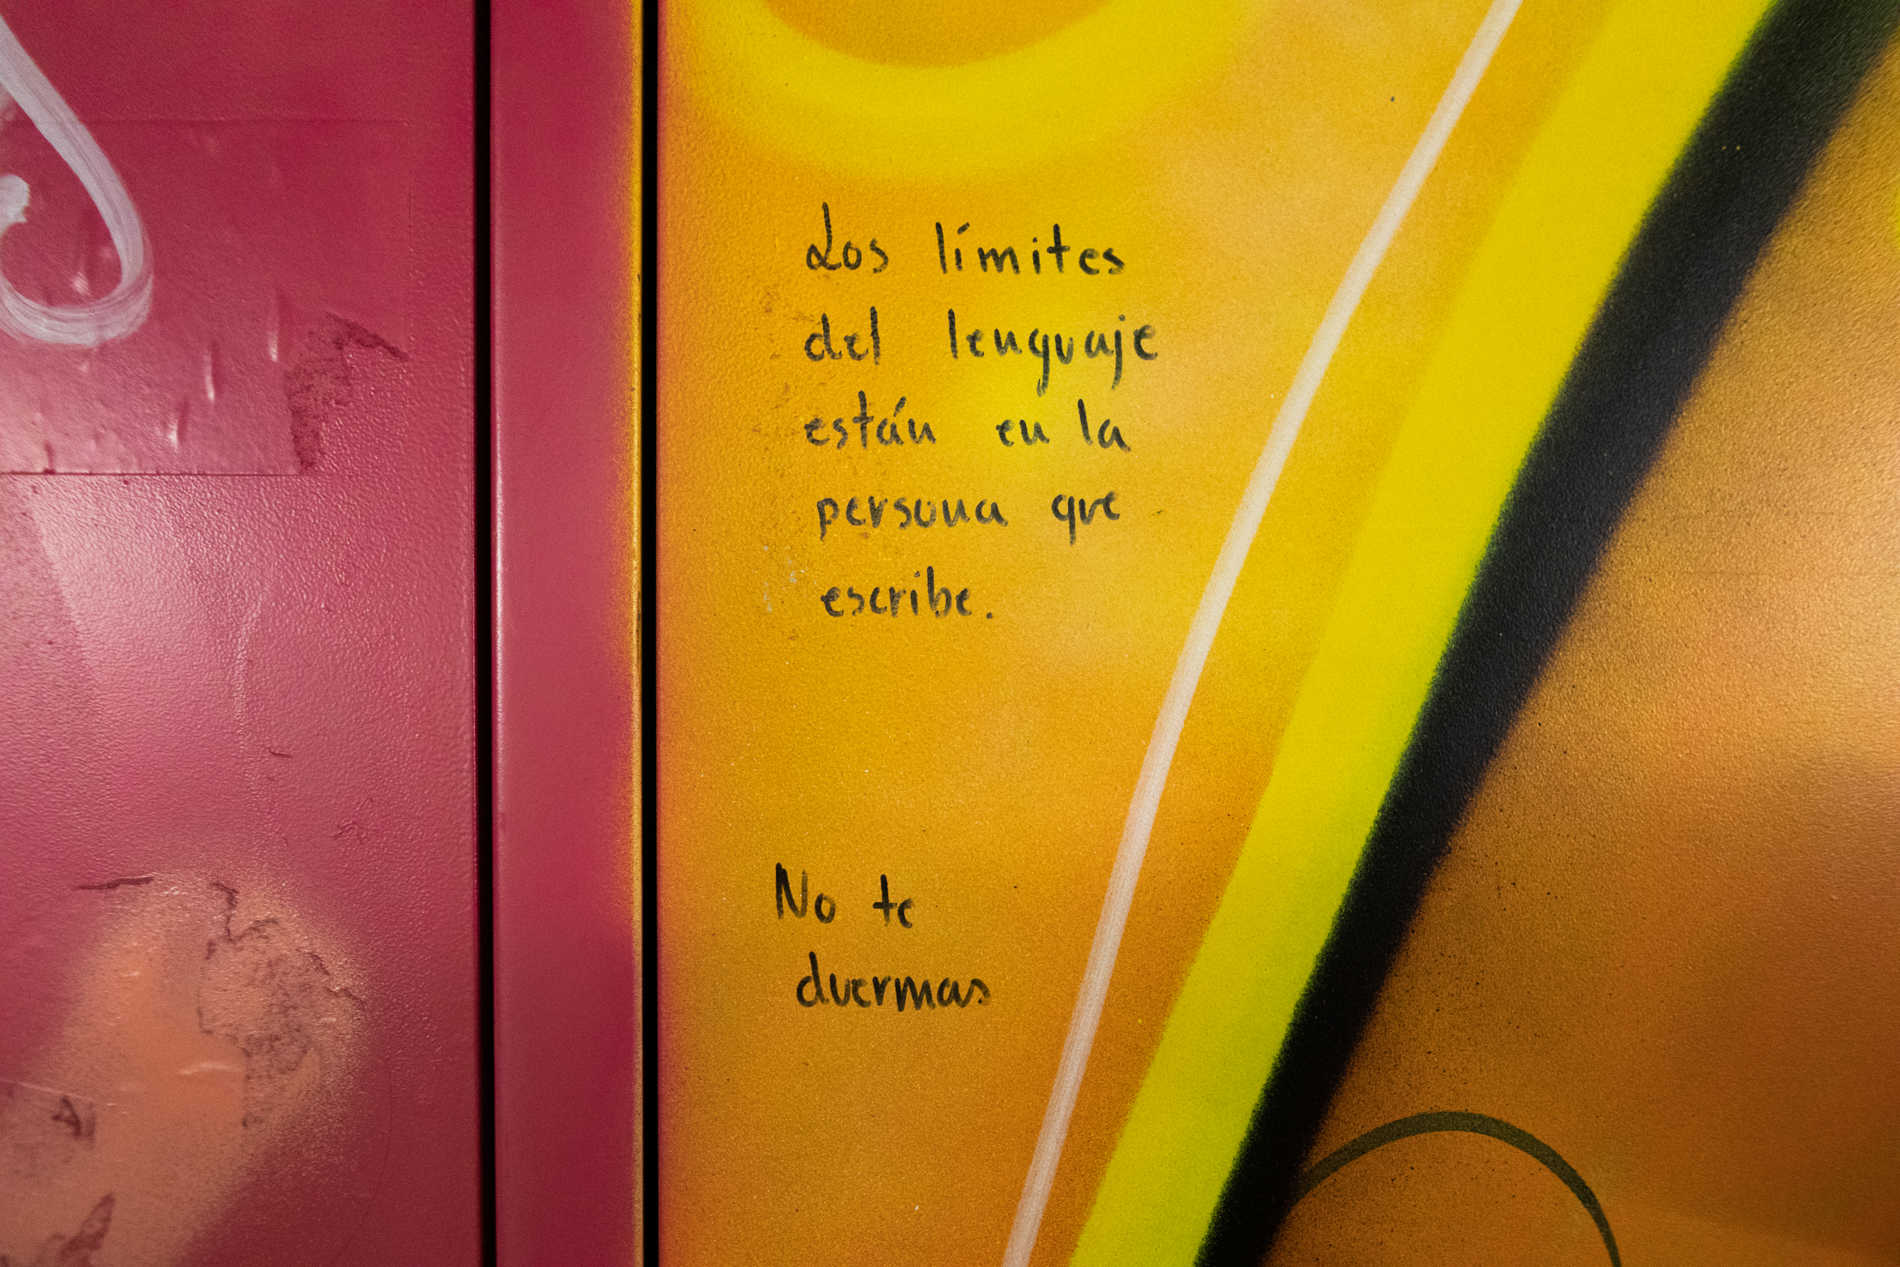 Los límites
del lenguaje
están en la
persona que
escribe.
No te
duermas